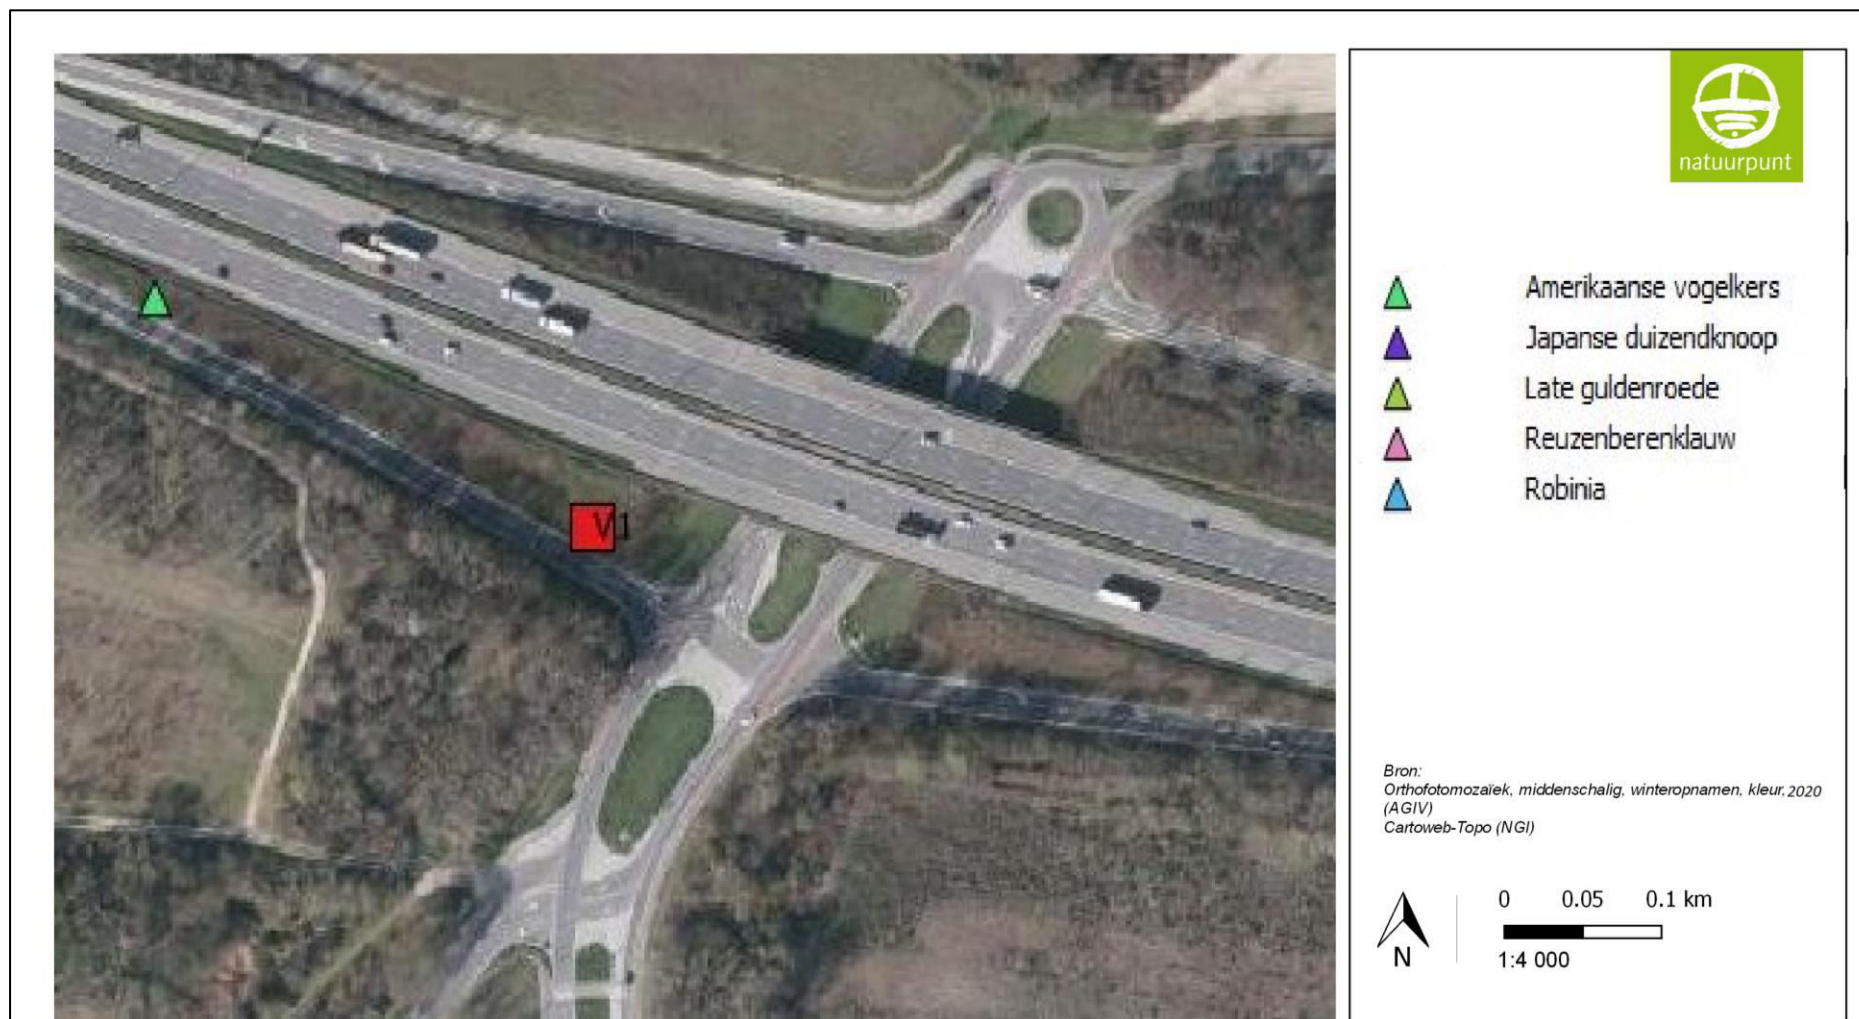 natuurpunt
Amerikaanse vogelkers
Japanse duizendknoop
Late guldenroede
Reuzenberenklauw
Robinia
V1
Bron:
Orthofotomozaïek, middenschalig, winteropnamen, kleur, 2020
(AGIV)
Cartoweb-Topo (NGI)
0 0.05 0.1 km
N
1:4 000